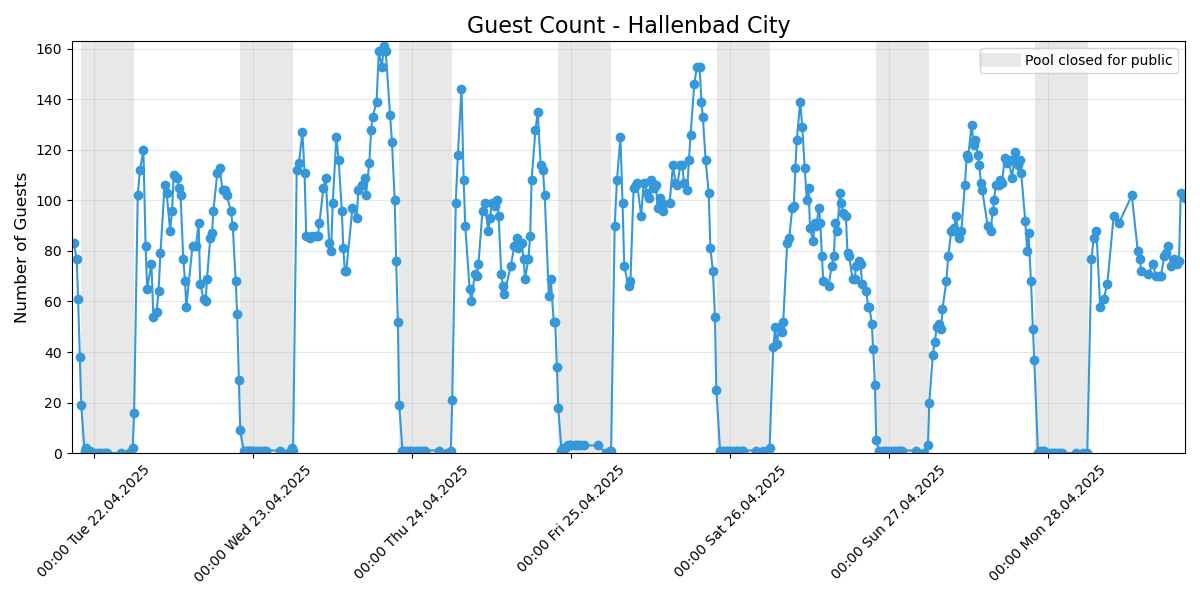 Guest Count - Hallenbad City
Pool closed for public
Number of Guests
160
140
120
100
80
60
40
20
0
00:00 Tue 22.04.2025
00:00 Wed 23.04.2025
00:00 Thu 24.04.2025
00:00 Fri 25.04.2025
00:00 Sat 26.04.2025
00:00 Sun 27.04.2025
00:00 Mon 28.04.2025